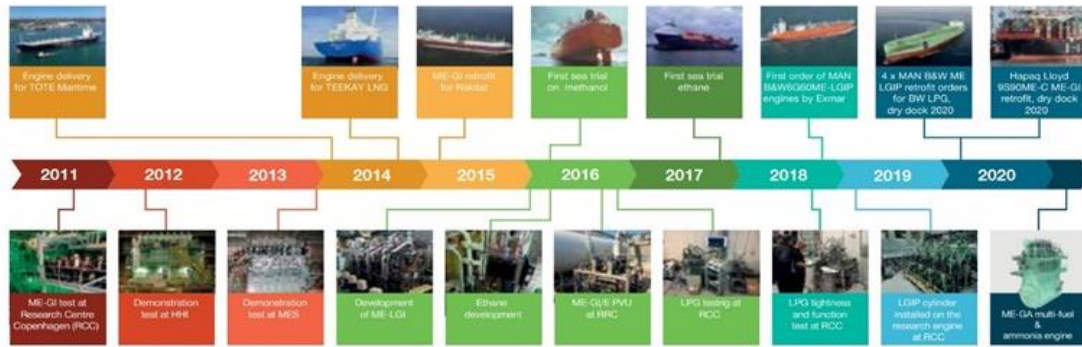 Engine delivery
for TOTE Maritime
Engine delivery
for TEEKAY LNG
ME-GI retrofit
for Nakilat
First sea trial
on methanol
First sea trial
ethane
First order of MAN
B&W6G60ME-LGIP
engines by Exmar
4 x MAN B&W ME
LGIP retrofit orders
for BW LPG,
dry dock 2020
Hapaq Lloyd
9S90ME-C ME-GI
retrofit, dry dock
2020
2011
2012
2013
2014
2015
2016
2017
2018
2019
2020
ME-GI test at
Research Centre
Copenhagen (RCC)
Demonstration
test at HHI
Demonstration
test at MES
Development
of ME-LGI
Ethane
development
ME-GI/E PVU
at RRC
LPG testrig at
RCC
LPG tightness
and function
test at RCC
LGIP cylinder
installed on the
research engine
at RCC
ME-GA multi-fuel
&
ammonia engine